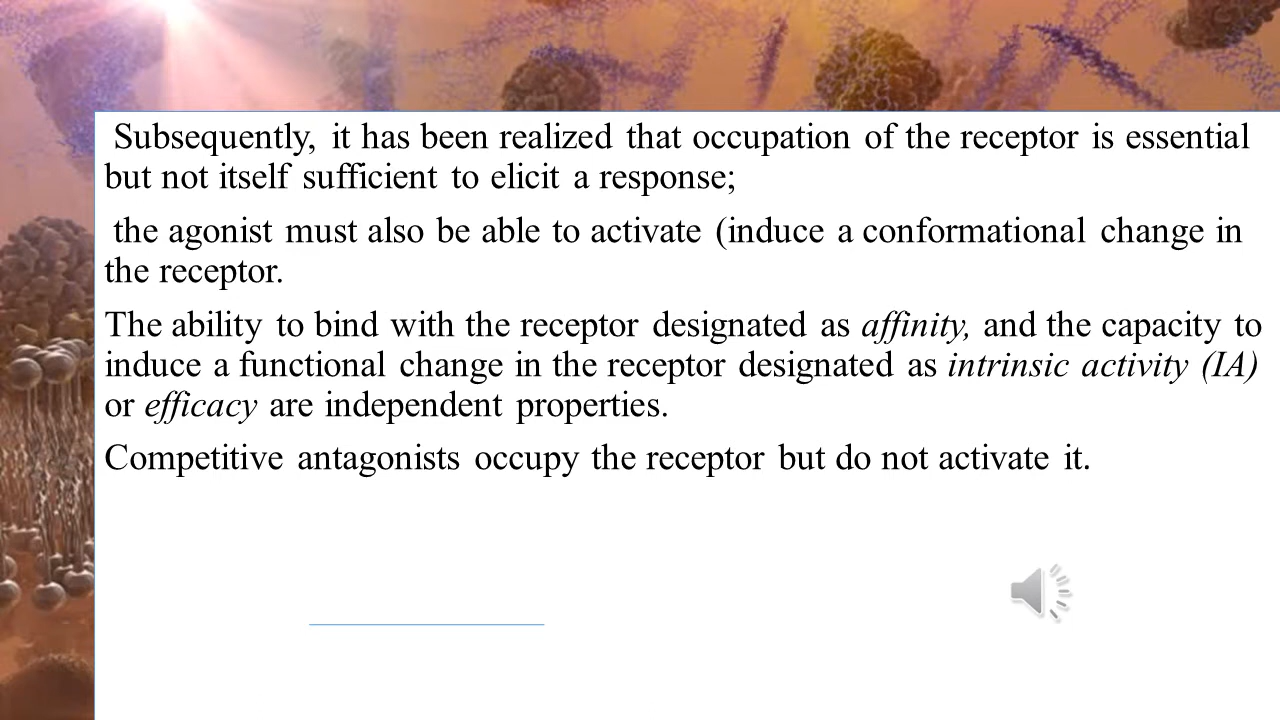 Subsequently, it has been realized that occupation of the receptor is essential
but not itself sufficient to elicit a response;
the agonist must also be able to activate (induce a conformational change in
the receptor.
The ability to bind with the receptor designated as affinity, and the capacity to
induce a functional change in the receptor designated as intrinsic activity (IA)
or efficacy are independent properties.
Competitive antagonists occupy the receptor but do not activate it.